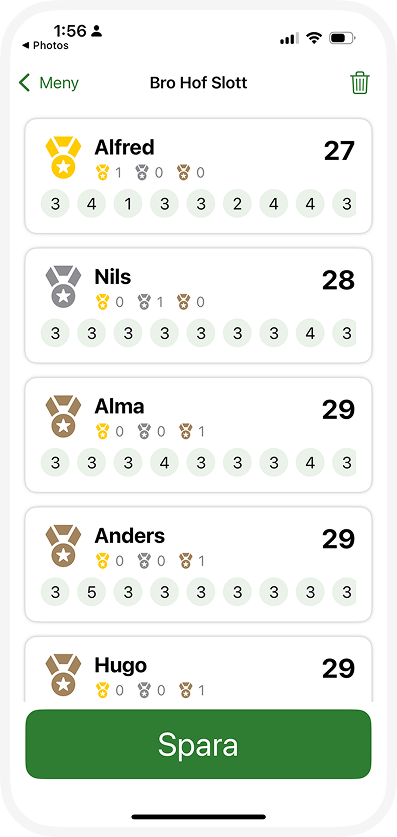 1:56
◀ Photos
Meny
Bro Hof Slott
Alfred
27
1 0 0
3 4 1 3 3 2 4 4 3
Nils
28
0 1 0
3 3 3 3 3 3 3 4 3
Alma
29
0 0 1
3 3 3 4 3 3 3 4 3
Anders
29
0 0 1
3 5 3 3 3 3 3 3 3
Hugo
29
0 0 1
Spara